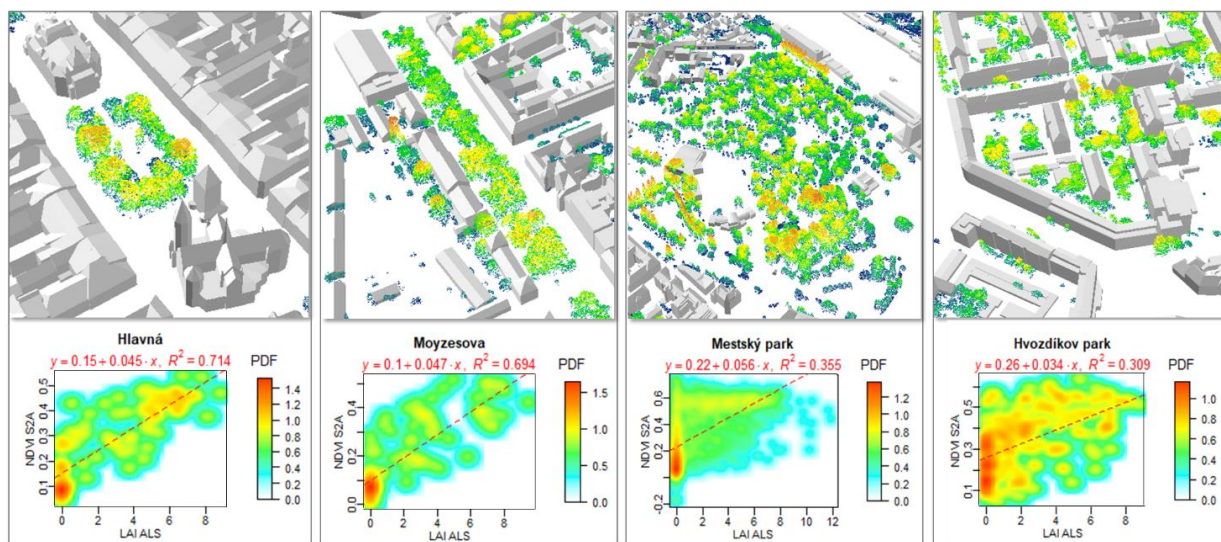 Hlavná
y = 0.15 + 0.045 · x, R² = 0.714
PDF
NDVI S2A
0.1 0.2 0.3 0.4 0.5
0 2 4 6 8
LAI ALS
0.0 0.2 0.4 0.6 0.8 1.0 1.2 1.4
Moyzesova
y = 0.1 + 0.047 · x, R² = 0.694
PDF
NDVI S2A
0.0 0.2 0.4
0 2 4 6 8
LAI ALS
0.0 0.5 1.0 1.5
Mestský park
y = 0.22 + 0.056 · x, R² = 0.355
PDF
NDVI S2A
-0.2 0.2 0.6
0 2 4 6 8 10 12
LAI ALS
0.0 0.2 0.4 0.6 0.8 1.0 1.2
Hvozdíkov park
y = 0.26 + 0.034 · x, R² = 0.309
PDF
NDVI S2A
0.1 0.3 0.5
0 2 4 6 8
LAI ALS
0.0 0.2 0.4 0.6 0.8 1.0 1.2